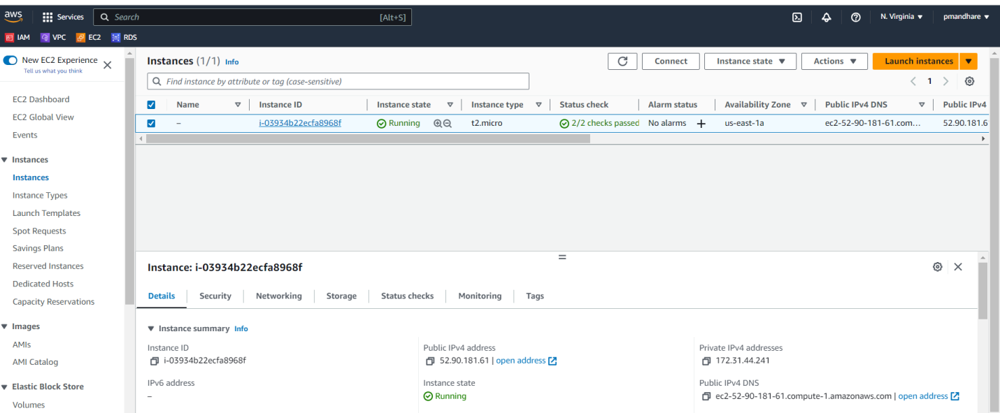 aws
Services
Search [Alt+S]
N. Virginia
pmandhare
IAM VPC EC2 RDS
New EC2 Experience
Tell us what you think
EC2 Dashboard
EC2 Global View
Events
Instances
Instances
Instance Types
Launch Templates
Spot Requests
Savings Plans
Reserved Instances
Dedicated Hosts
Capacity Reservations
Images
AMIs
AMI Catalog
Elastic Block Store
Volumes
Instances (1/1) Info
Connect
Instance state
Actions
Launch instances
Find instance by attribute or tag (case-sensitive)
1
Name Instance ID Instance state Instance type Status check Alarm status Availability Zone Public IPv4 DNS Public IPv4
– i-03934b22ecfa8968f Running t2.micro 2/2 checks passed No alarms + us-east-1a ec2-52-90-181-61.com... 52.90.181.6
Instance: i-03934b22ecfa8968f
Details Security Networking Storage Status checks Monitoring Tags
Instance summary Info
Instance ID
i-03934b22ecfa8968f
Public IPv4 address
52.90.181.61 | open address
Private IPv4 addresses
172.31.44.241
IPv6 address
–
Instance state
Running
Public IPv4 DNS
ec2-52-90-181-61.compute-1.amazonaws.com | open address